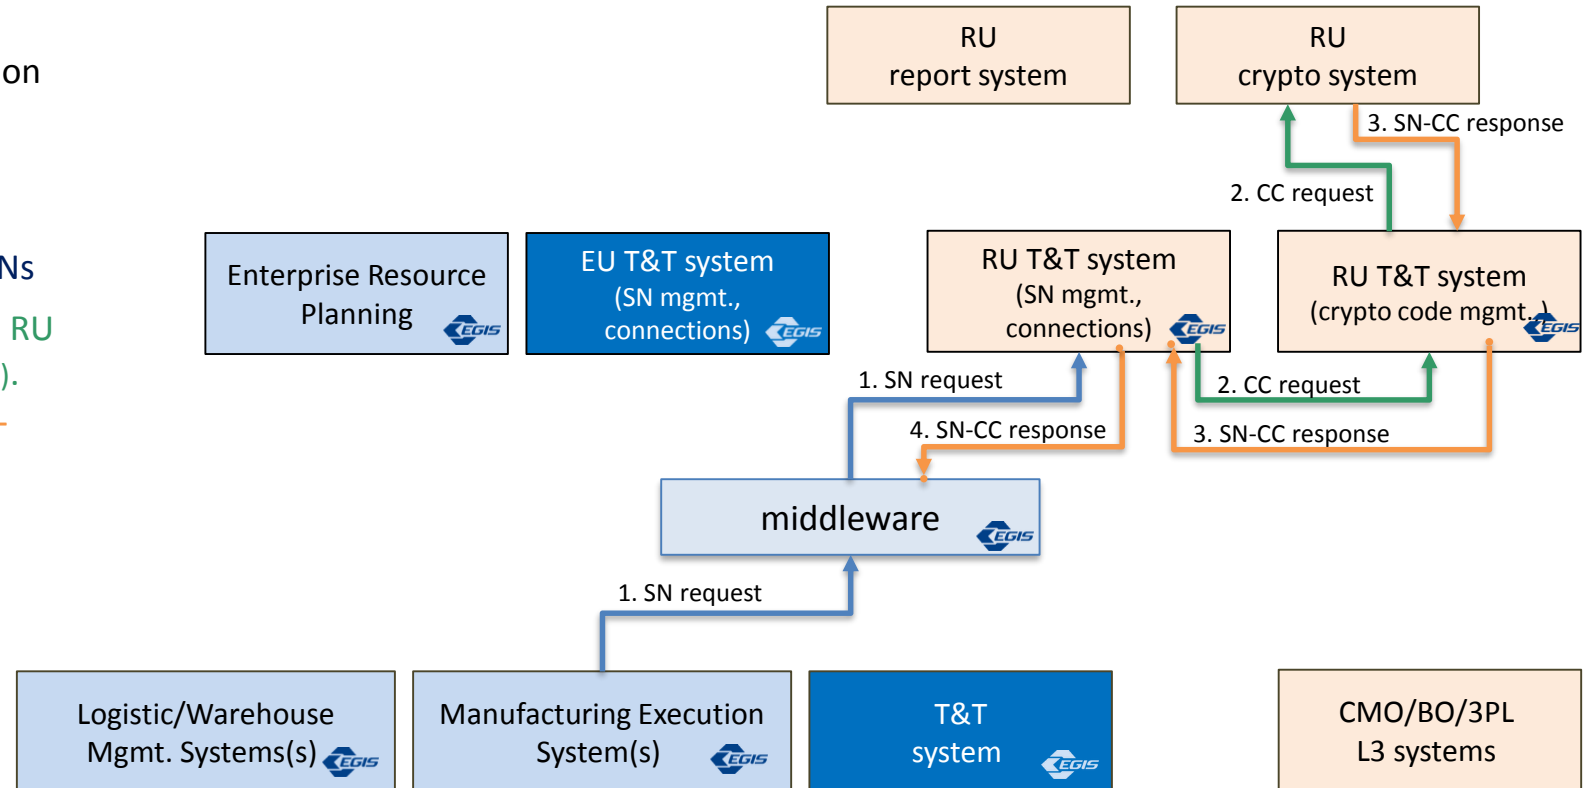 RU
report system
RU
crypto system
on
3. SN-CC response
2. CC request
Ns
RU
).
-
Enterprise Resource
Planning
EGIS
EU T&T system
(SN mgmt.,
connections)
EGIS
RU T&T system
(SN mgmt.,
connections)
EGIS
RU T&T system
(crypto code mgmt..)
EGIS
1. SN request
2. CC request
4. SN-CC response
3. SN-CC response
middleware
EGIS
1. SN request
Logistic/Warehouse
Mgmt. Systems(s)
EGIS
Manufacturing Execution
System(s)
EGIS
T&T
system
EGIS
CMO/BO/3PL
L3 systems